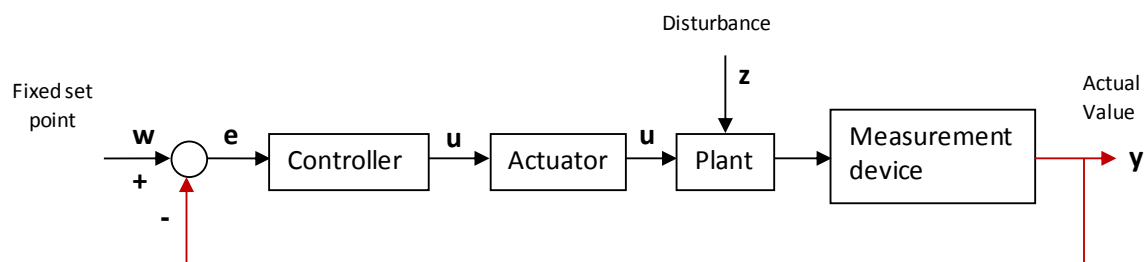 Disturbance
z
Fixed set
point
Actual
Value
w
+
-
e
Controller
u
Actuator
u
Plant
Measurement
device
y